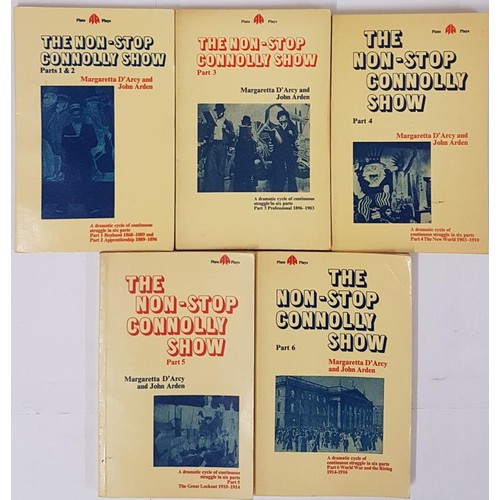 Pluto Plays
THE NON-STOP
CONNOLLY SHOW
Parts 1 & 2
Margaretta D'Arcy and
John Arden
A dramatic cycle of continuous
struggle in six parts
Part 1 Boyhood 1868-1889 and
Part 2 Apprenticeship 1889-1896
Pluto Plays
THE NON-STOP
CONNOLLY SHOW
Part 3
Margaretta D'Arcy and
John Arden
A dramatic cycle of continuous
struggle in six parts
Part 3 Professional 1896-1903
Pluto Plays
THE
NON-STOP
CONNOLLY
SHOW
Part 4
Margaretta D'Arcy
and John Arden
A dramatic cycle of
continuous struggle in six parts
Part 4 The New World 1903-1910
Pluto Plays
THE
NON-STOP
CONNOLLY
SHOW
Part 5
Margaretta D'Arcy
and John Arden
A dramatic cycle of continuous
struggle in six parts
Part 5
The Great Lockout 1910-1914
Pluto Plays
THE
NON-STOP
CONNOLLY
SHOW
Part 6
Margaretta D'Arcy
and John Arden
A dramatic cycle of
continuous struggle in six parts
Part 6 World War and the Rising
1914-1916